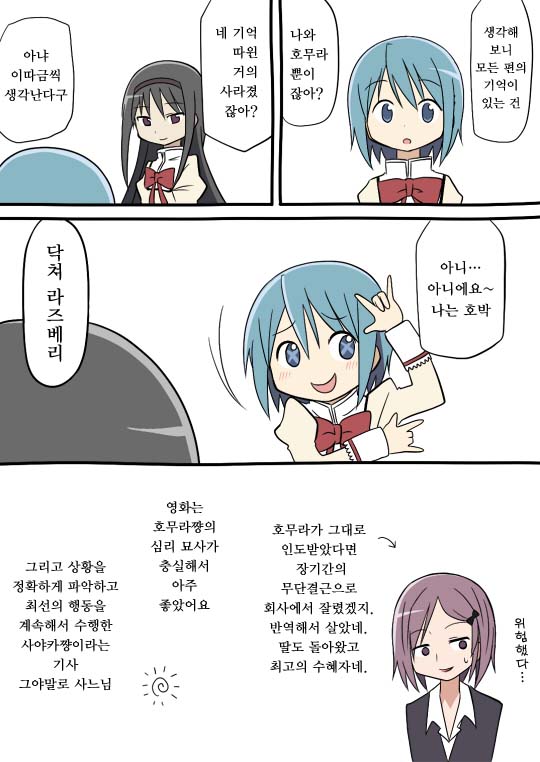 생각해
보니
모든 편의
기억이
있는 건
나와
호무라
뿐이
잖아?
네 기억
따윈
거의
사라졌
잖아?
아냐
이따금씩
생각난다구
아니…
아니에요~
나는 호박
닥쳐 라즈베리
호무라가 그대로
인도받았다면
장기간의
무단결근으로
회사에서 잘렸겠지.
반역해서 살았네.
딸도 돌아왔고
최고의 수혜자네.
위험했다…
영화는
호무라쨩의
심리 묘사가
충실해서
아주
좋았어요
그리고 상황을
정확하게 파악하고
최선의 행동을
계속해서 수행한
사야카쨩이라는
기사
그야말로 사느님